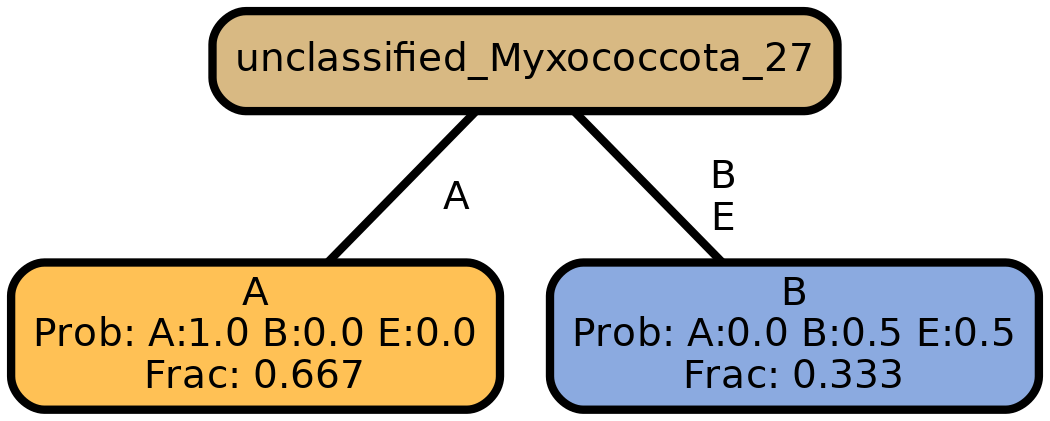 unclassified_Myxococcota_27
A
B
E
A
Prob: A:1.0 B:0.0 E:0.0
Frac: 0.667
B
Prob: A:0.0 B:0.5 E:0.5
Frac: 0.333